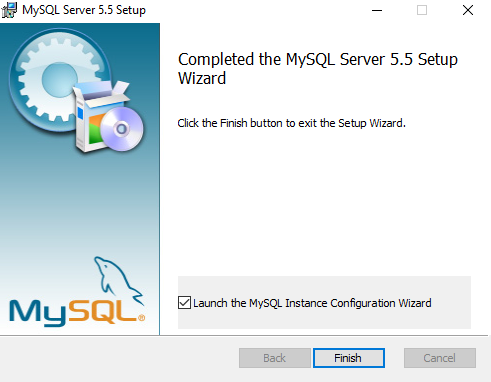 MySQL Server 5.5 Setup
Completed the MySQL Server 5.5 Setup
Wizard
Click the Finish button to exit the Setup Wizard.
MySQL®
Launch the MySQL Instance Configuration Wizard
Back
Finish
Cancel